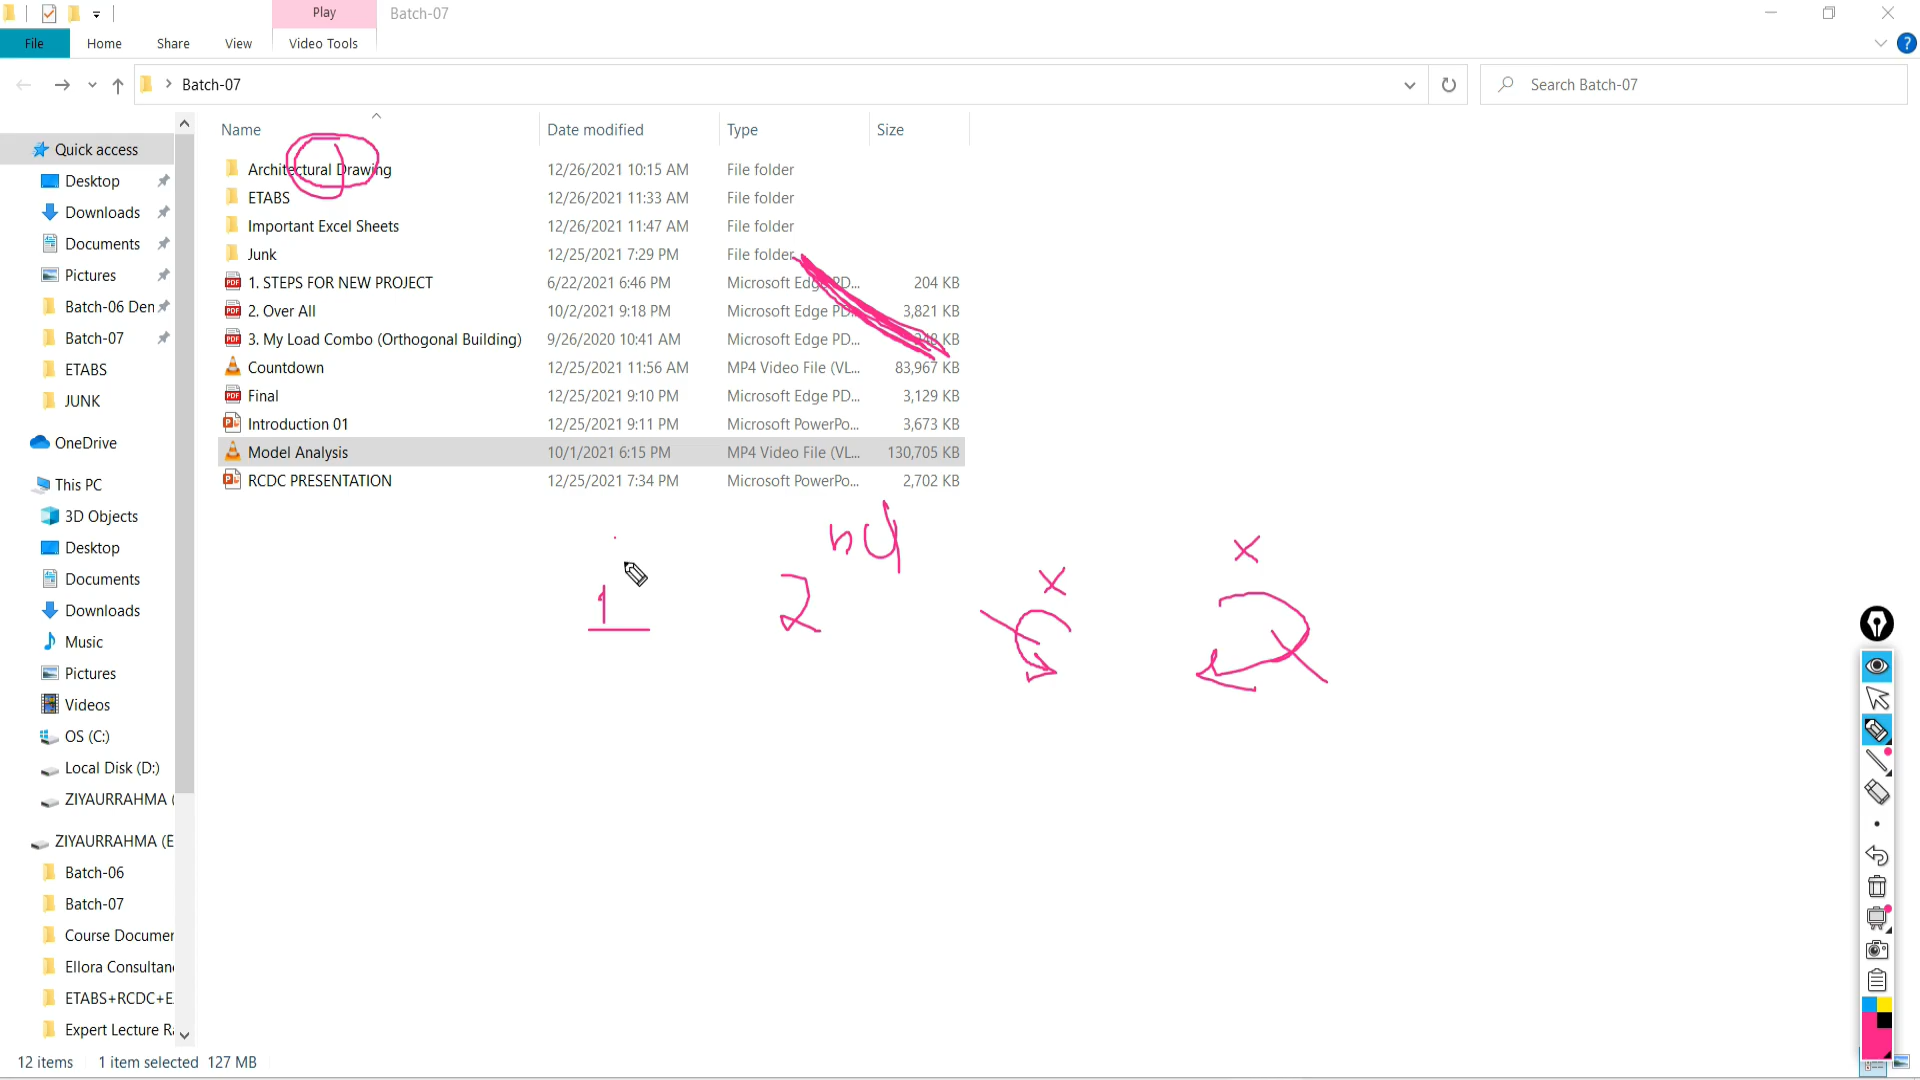 Play Batch-07
File Home Share View Video Tools
Batch-07
Search Batch-07
Name Date modified Type Size
Quick access
Desktop
Downloads
Documents
Pictures
Batch-06 Den
Batch-07
ETABS
JUNK
OneDrive
This PC
3D Objects
Desktop
Documents
Downloads
Music
Pictures
Videos
OS (C:)
Local Disk (D:)
ZIYAURRAHMA (
ZIYAURRAHMA (E
Batch-06
Batch-07
Course Documer
Ellora Consultan
ETABS+RCDC+E
Expert Lecture Ra
Architectural Drawing 12/26/2021 10:15 AM File folder
ETABS 12/26/2021 11:33 AM File folder
Important Excel Sheets 12/26/2021 11:47 AM File folder
Junk 12/25/2021 7:29 PM File folder
1. STEPS FOR NEW PROJECT 6/22/2021 6:46 PM Microsoft Edge PD... 204 KB
2. Over All 10/2/2021 9:18 PM Microsoft Edge PD... 3,821 KB
3. My Load Combo (Orthogonal Building) 9/26/2020 10:41 AM Microsoft Edge PD... 248 KB
Countdown 12/25/2021 11:56 AM MP4 Video File (VL... 83,967 KB
Final 12/25/2021 9:10 PM Microsoft Edge PD... 3,129 KB
Introduction 01 12/25/2021 9:11 PM Microsoft PowerPo... 3,673 KB
Model Analysis 10/1/2021 6:15 PM MP4 Video File (VL... 130,705 KB
RCDC PRESENTATION 12/25/2021 7:34 PM Microsoft PowerPo... 2,702 KB
1 2 nd x x
12 items 1 item selected 127 MB